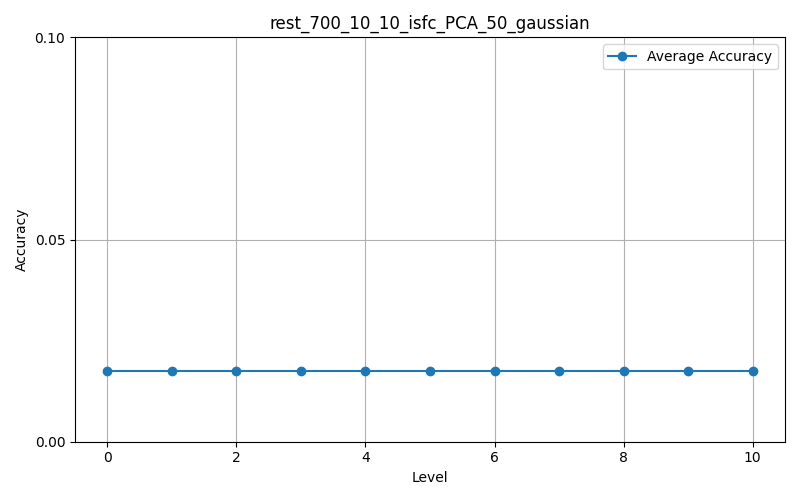 rest_700_10_10_isfc_PCA_50_gaussian
Average Accuracy
0.10
0.05
0.00
Accuracy
0 2 4 6 8 10
Level